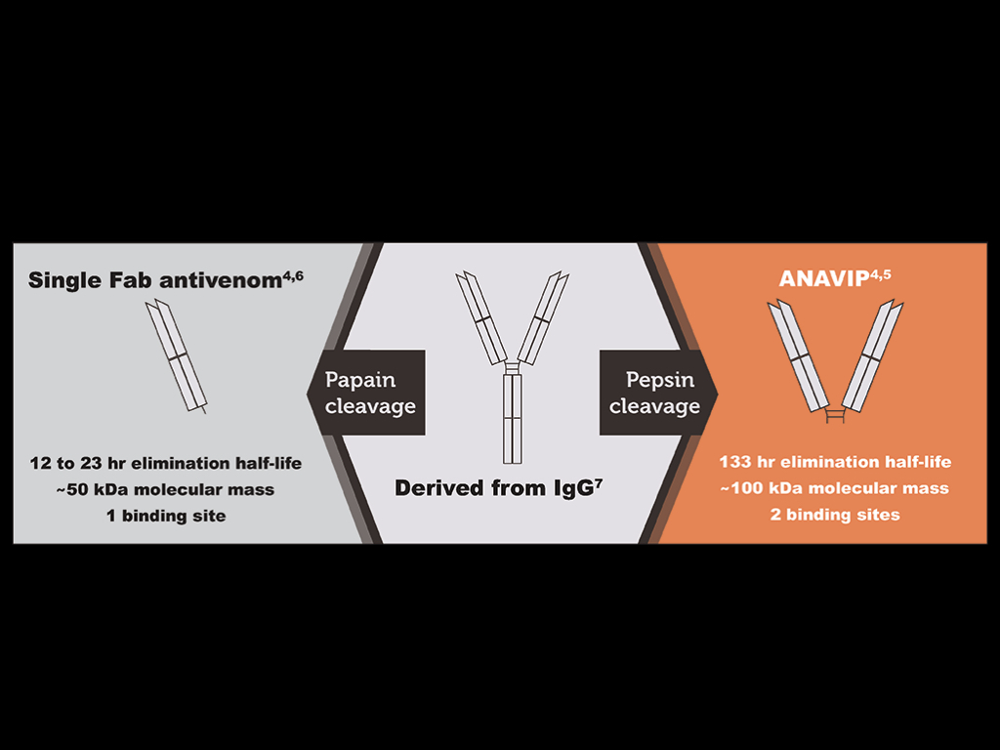 Single Fab antivenom4,6
Papain
cleavage
12 to 23 hr elimination half-life
~50 kDa molecular mass
1 binding site
Derived from IgG7
Pepsin
cleavage
ANAVIP4,5
133 hr elimination half-life
~100 kDa molecular mass
2 binding sites